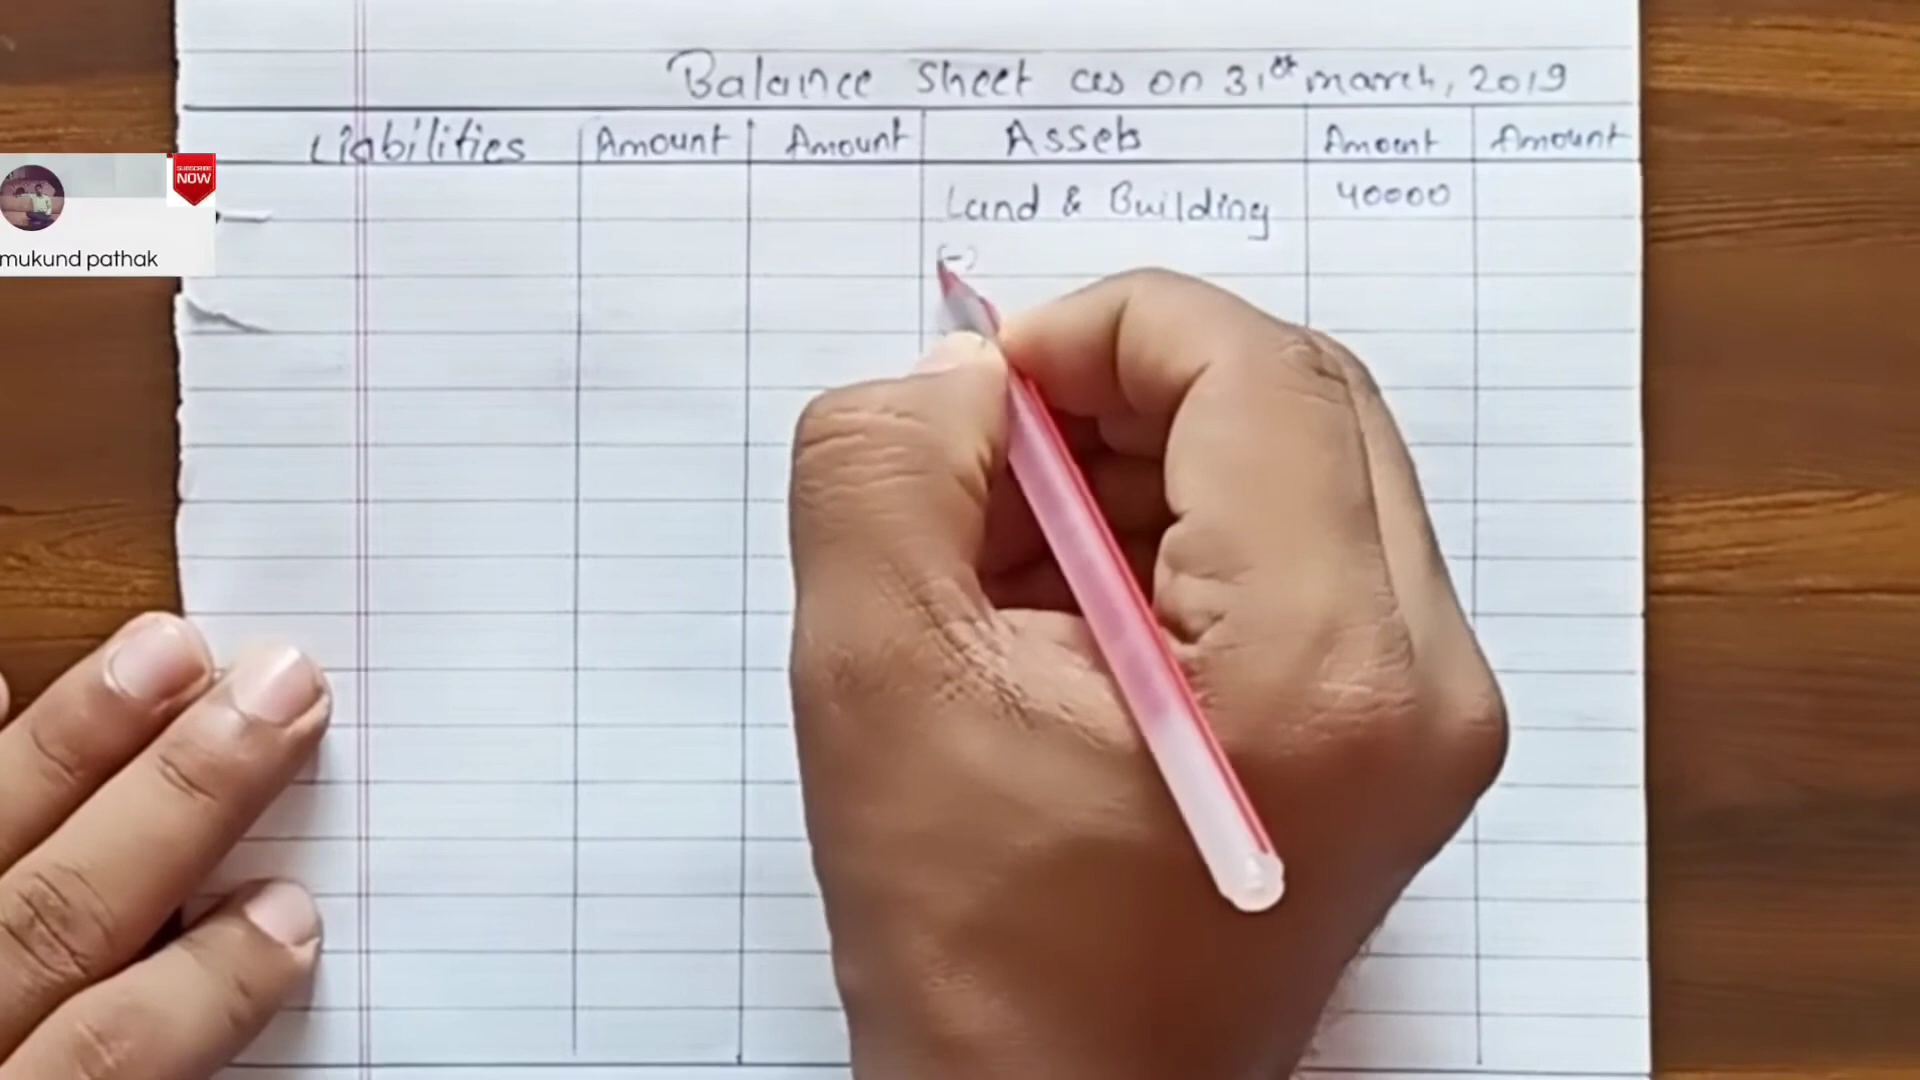 Balance Sheet as on 31st march, 2019
Liabilities Amount Amount Assets Amount Amount
Land & Building 40000
(-)
SUBSCRIBE NOW
mukund pathak